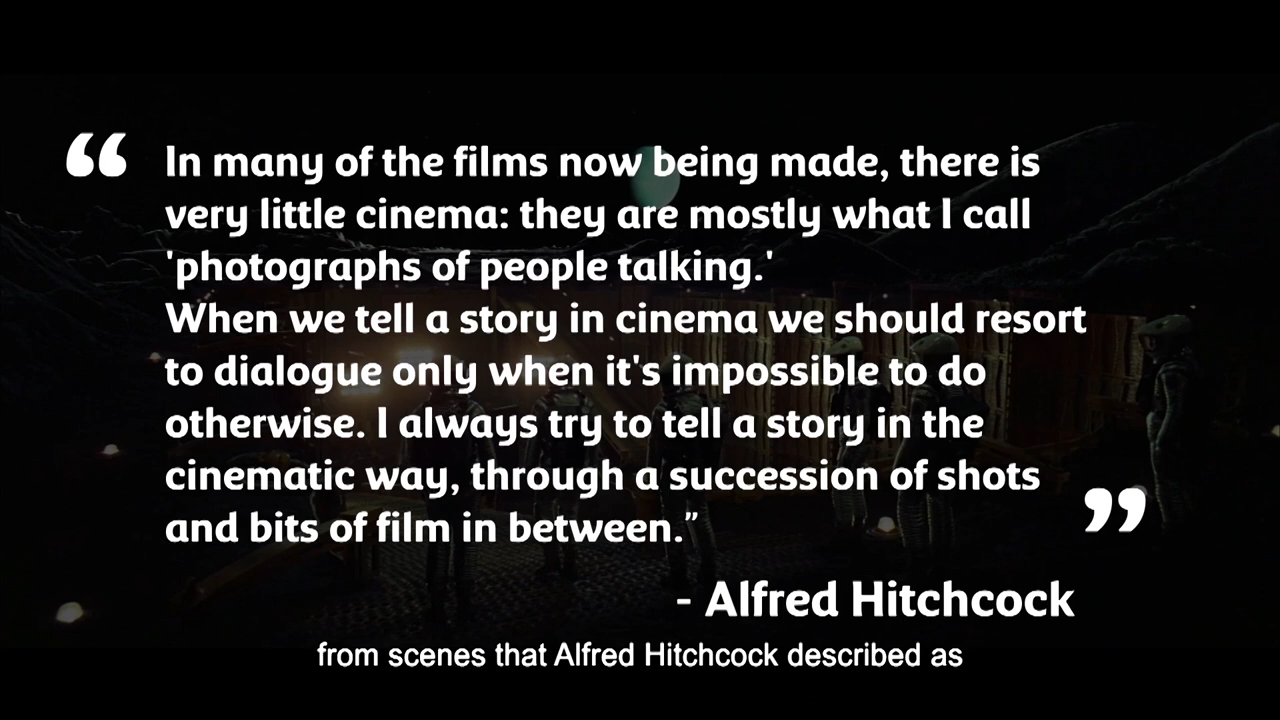 “ In many of the films now being made, there is
very little cinema: they are mostly what I call
'photographs of people talking.'
When we tell a story in cinema we should resort
to dialogue only when it's impossible to do
otherwise. I always try to tell a story in the
cinematic way, through a succession of shots
and bits of film in between.” ”
- Alfred Hitchcock
from scenes that Alfred Hitchcock described as